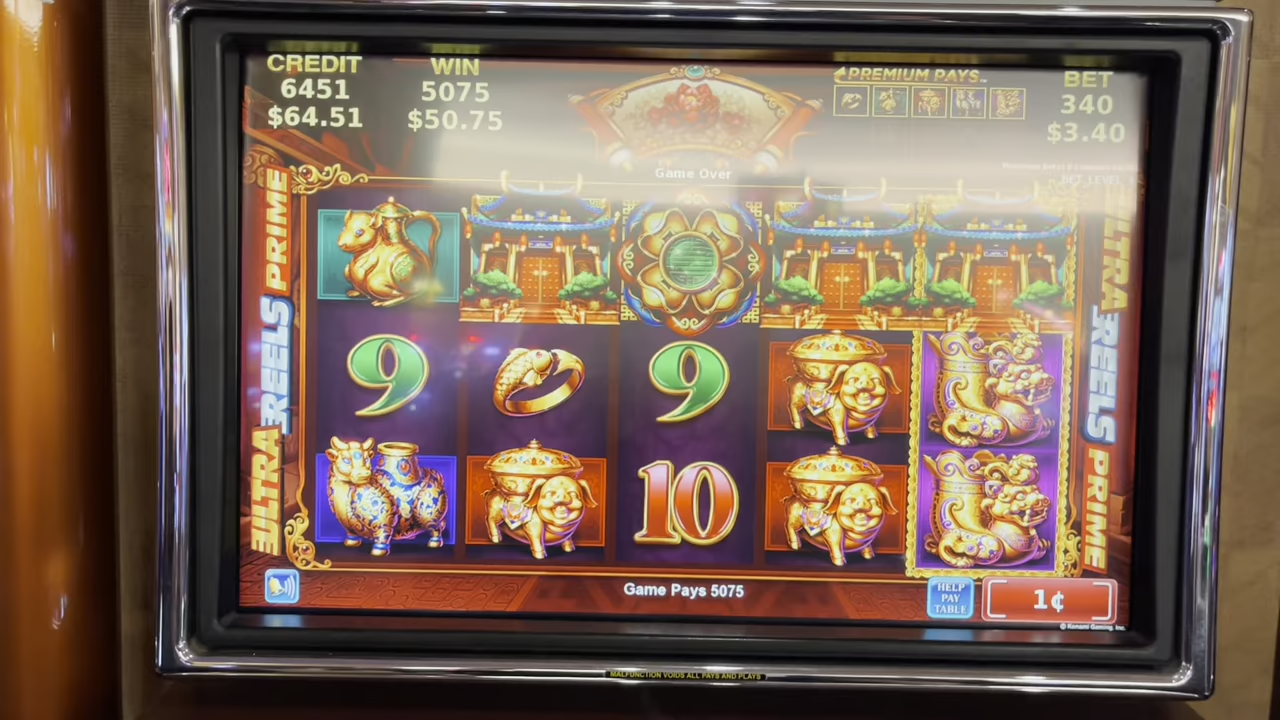 CREDIT
6451
$64.51
WIN
5075
$50.75
PREMIUM PAYS
BET
340
$3.40
BET LEVEL
Game Over
ULTRA REELS PRIME
ULTRA REELS PRIME
9
9
10
Game Pays 5075
HELP
PAY
TABLE
1¢
© Konami Gaming, Inc.
MALFUNCTION VOIDS ALL PAYS AND PLAYS